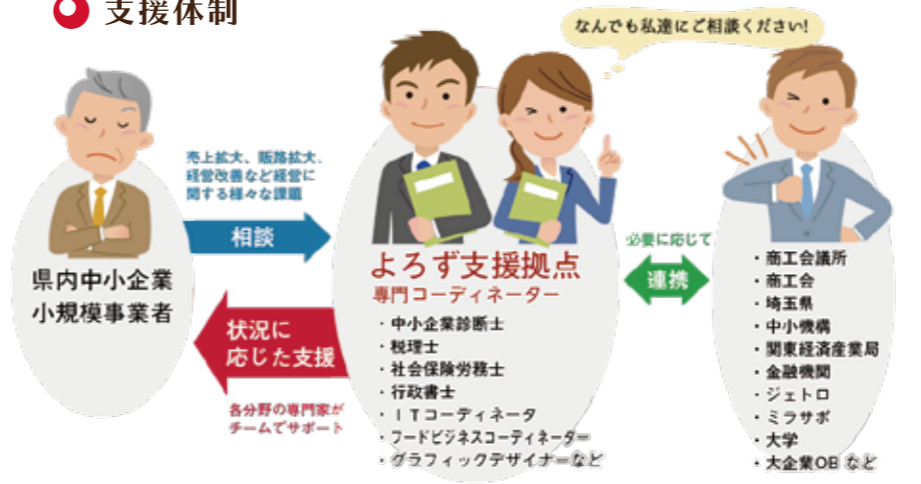 支援体制
なんでも私達にご相談ください!
売上拡大、販路拡大、
経営改善など経営に
関する様々な課題
相談
県内中小企業
小規模事業者
状況に
応じた支援
各分野の専門家が
チームでサポート
よろず支援拠点
専門コーディネーター
・中小企業診断士
・税理士
・社会保険労務士
・行政書士
・ITコーディネータ
・フードビジネスコーディネーター
・グラフィックデザイナーなど
必要に応じて
連携
・商工会議所
・商工会
・埼玉県
・中小機構
・関東経済産業局
・金融機関
・ジェトロ
・ミラサポ
・大学
・大企業OB など